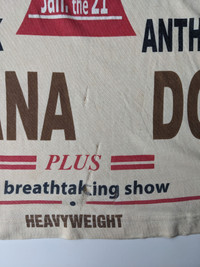 Jan. the 21
ANTH
ANA DO
PLUS
breathtaking show
HEAVYWEIGHT